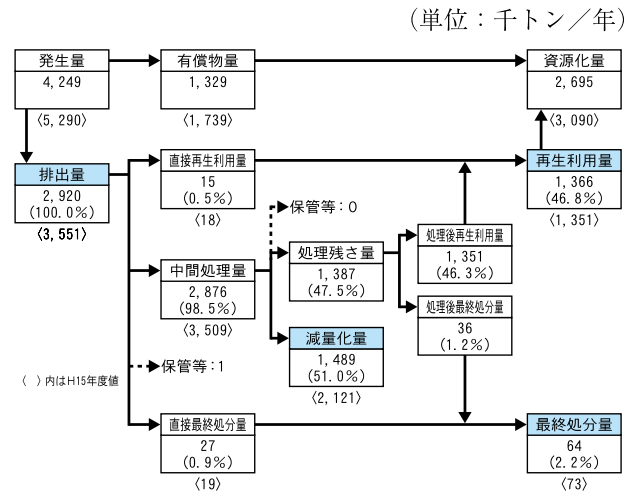 （単位：千トン／年）
発生量
4,249
〈5,290〉
有償物量
1,329
〈1,739〉
資源化量
2,695
〈3,090〉
排出量
2,920
(100.0%)
〈3,551〉
直接再生利用量
15
(0.5%)
〈18〉
再生利用量
1,366
(46.8%)
〈1,351〉
保管等：0
中間処理量
2,876
(98.5%)
〈3,509〉
処理残さ量
1,387
(47.5%)
処理後再生利用量
1,351
(46.3%)
処理後最終処分量
36
(1.2%)
減量化量
1,489
(51.0%)
〈2,121〉
保管等：1
〈　〉内はH15年度値
直接最終処分量
27
(0.9%)
〈19〉
最終処分量
64
(2.2%)
〈73〉